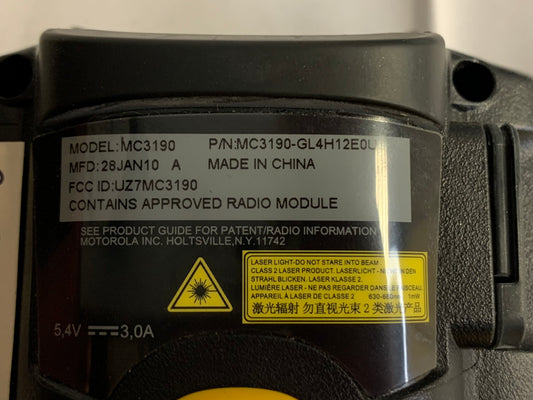 MODEL: MC3190 P/N:MC3190-GL4H12E0U
MFD: 28JAN10 A MADE IN CHINA
FCC ID: UZ7MC3190
CONTAINS APPROVED RADIO MODULE
SEE PRODUCT GUIDE FOR PATENT/RADIO INFORMATION
MOTOROLA INC. HOLTSVILLE, N.Y. 11742
LASER LIGHT-DO NOT STARE INTO BEAM.
CLASS 2 LASER PRODUCT. LASERLICHT - NICHT IN DEN
STRAHL BLICKEN. LASER KLASSE 2.
LUMIÈRE LASER - NE PAS REGARDER DANS LE FAISCEAU.
APPAREIL À LASER DE CLASSE 2 630-680nm 1mW
激光辐射 勿直视光束 2 类激光产品
5,4V 3,0A